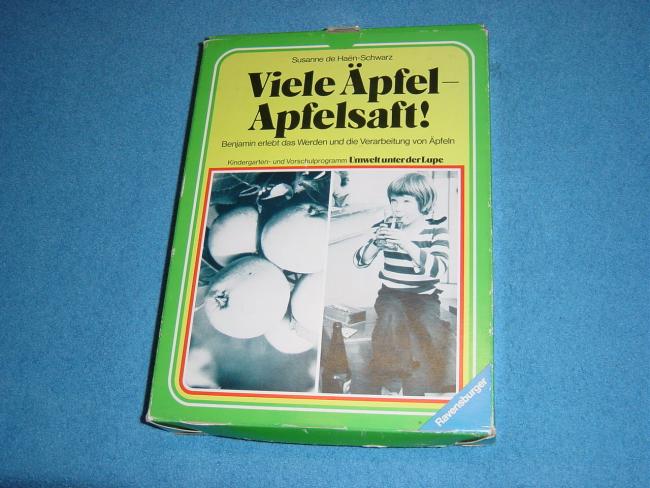 Susanne de Haën-Schwarz
Viele Äpfel–
Apfelsaft!
Benjamin erlebt das Werden und die Verarbeitung von Äpfeln
Kindergarten- und Vorschulprogramm Umwelt unter der Lupe
Ravensburger